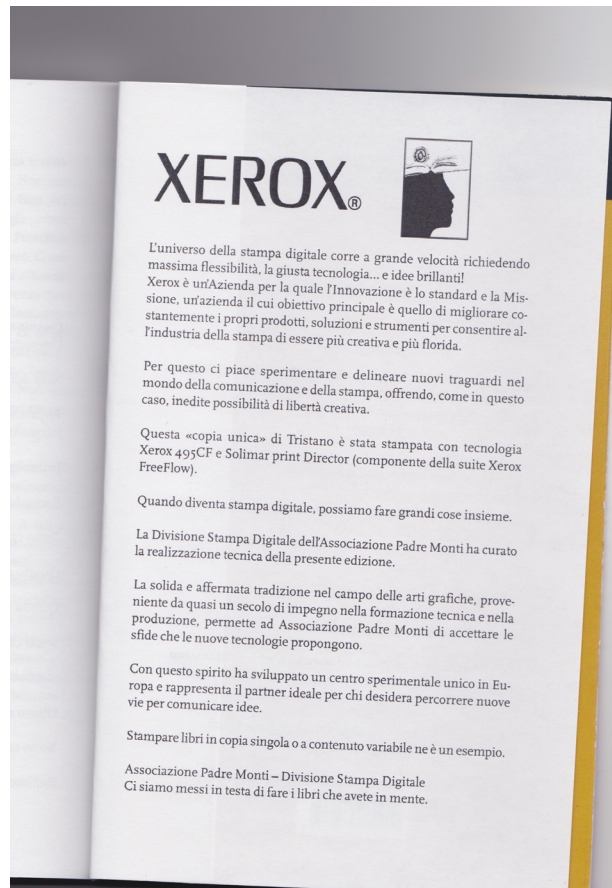 XEROX®
L'universo della stampa digitale corre a grande velocità richiedendo
massima flessibilità, la giusta tecnologia... e idee brillanti!
Xerox è un'Azienda per la quale l'Innovazione è lo standard e la Mis-
sione, un'azienda il cui obiettivo principale è quello di migliorare co-
stantemente i propri prodotti, soluzioni e strumenti per consentire al-
l'industria della stampa di essere più creativa e più florida.
Per questo ci piace sperimentare e delineare nuovi traguardi nel
mondo della comunicazione e della stampa, offrendo, come in questo
caso, inedite possibilità di libertà creativa.
Questa «copia unica» di Tristano è stata stampata con tecnologia
Xerox 495CF e Solimar print Director (componente della suite Xerox
FreeFlow).
Quando diventa stampa digitale, possiamo fare grandi cose insieme.
La Divisione Stampa Digitale dell'Associazione Padre Monti ha curato
la realizzazione tecnica della presente edizione.
La solida e affermata tradizione nel campo delle arti grafiche, prove-
niente da quasi un secolo di impegno nella formazione tecnica e nella
produzione, permette ad Associazione Padre Monti di accettare le
sfide che le nuove tecnologie propongono.
Con questo spirito ha sviluppato un centro sperimentale unico in Eu-
ropa e rappresenta il partner ideale per chi desidera percorrere nuove
vie per comunicare idee.
Stampare libri in copia singola o a contenuto variabile ne è un esempio.
Associazione Padre Monti – Divisione Stampa Digitale
Ci siamo messi in testa di fare i libri che avete in mente.